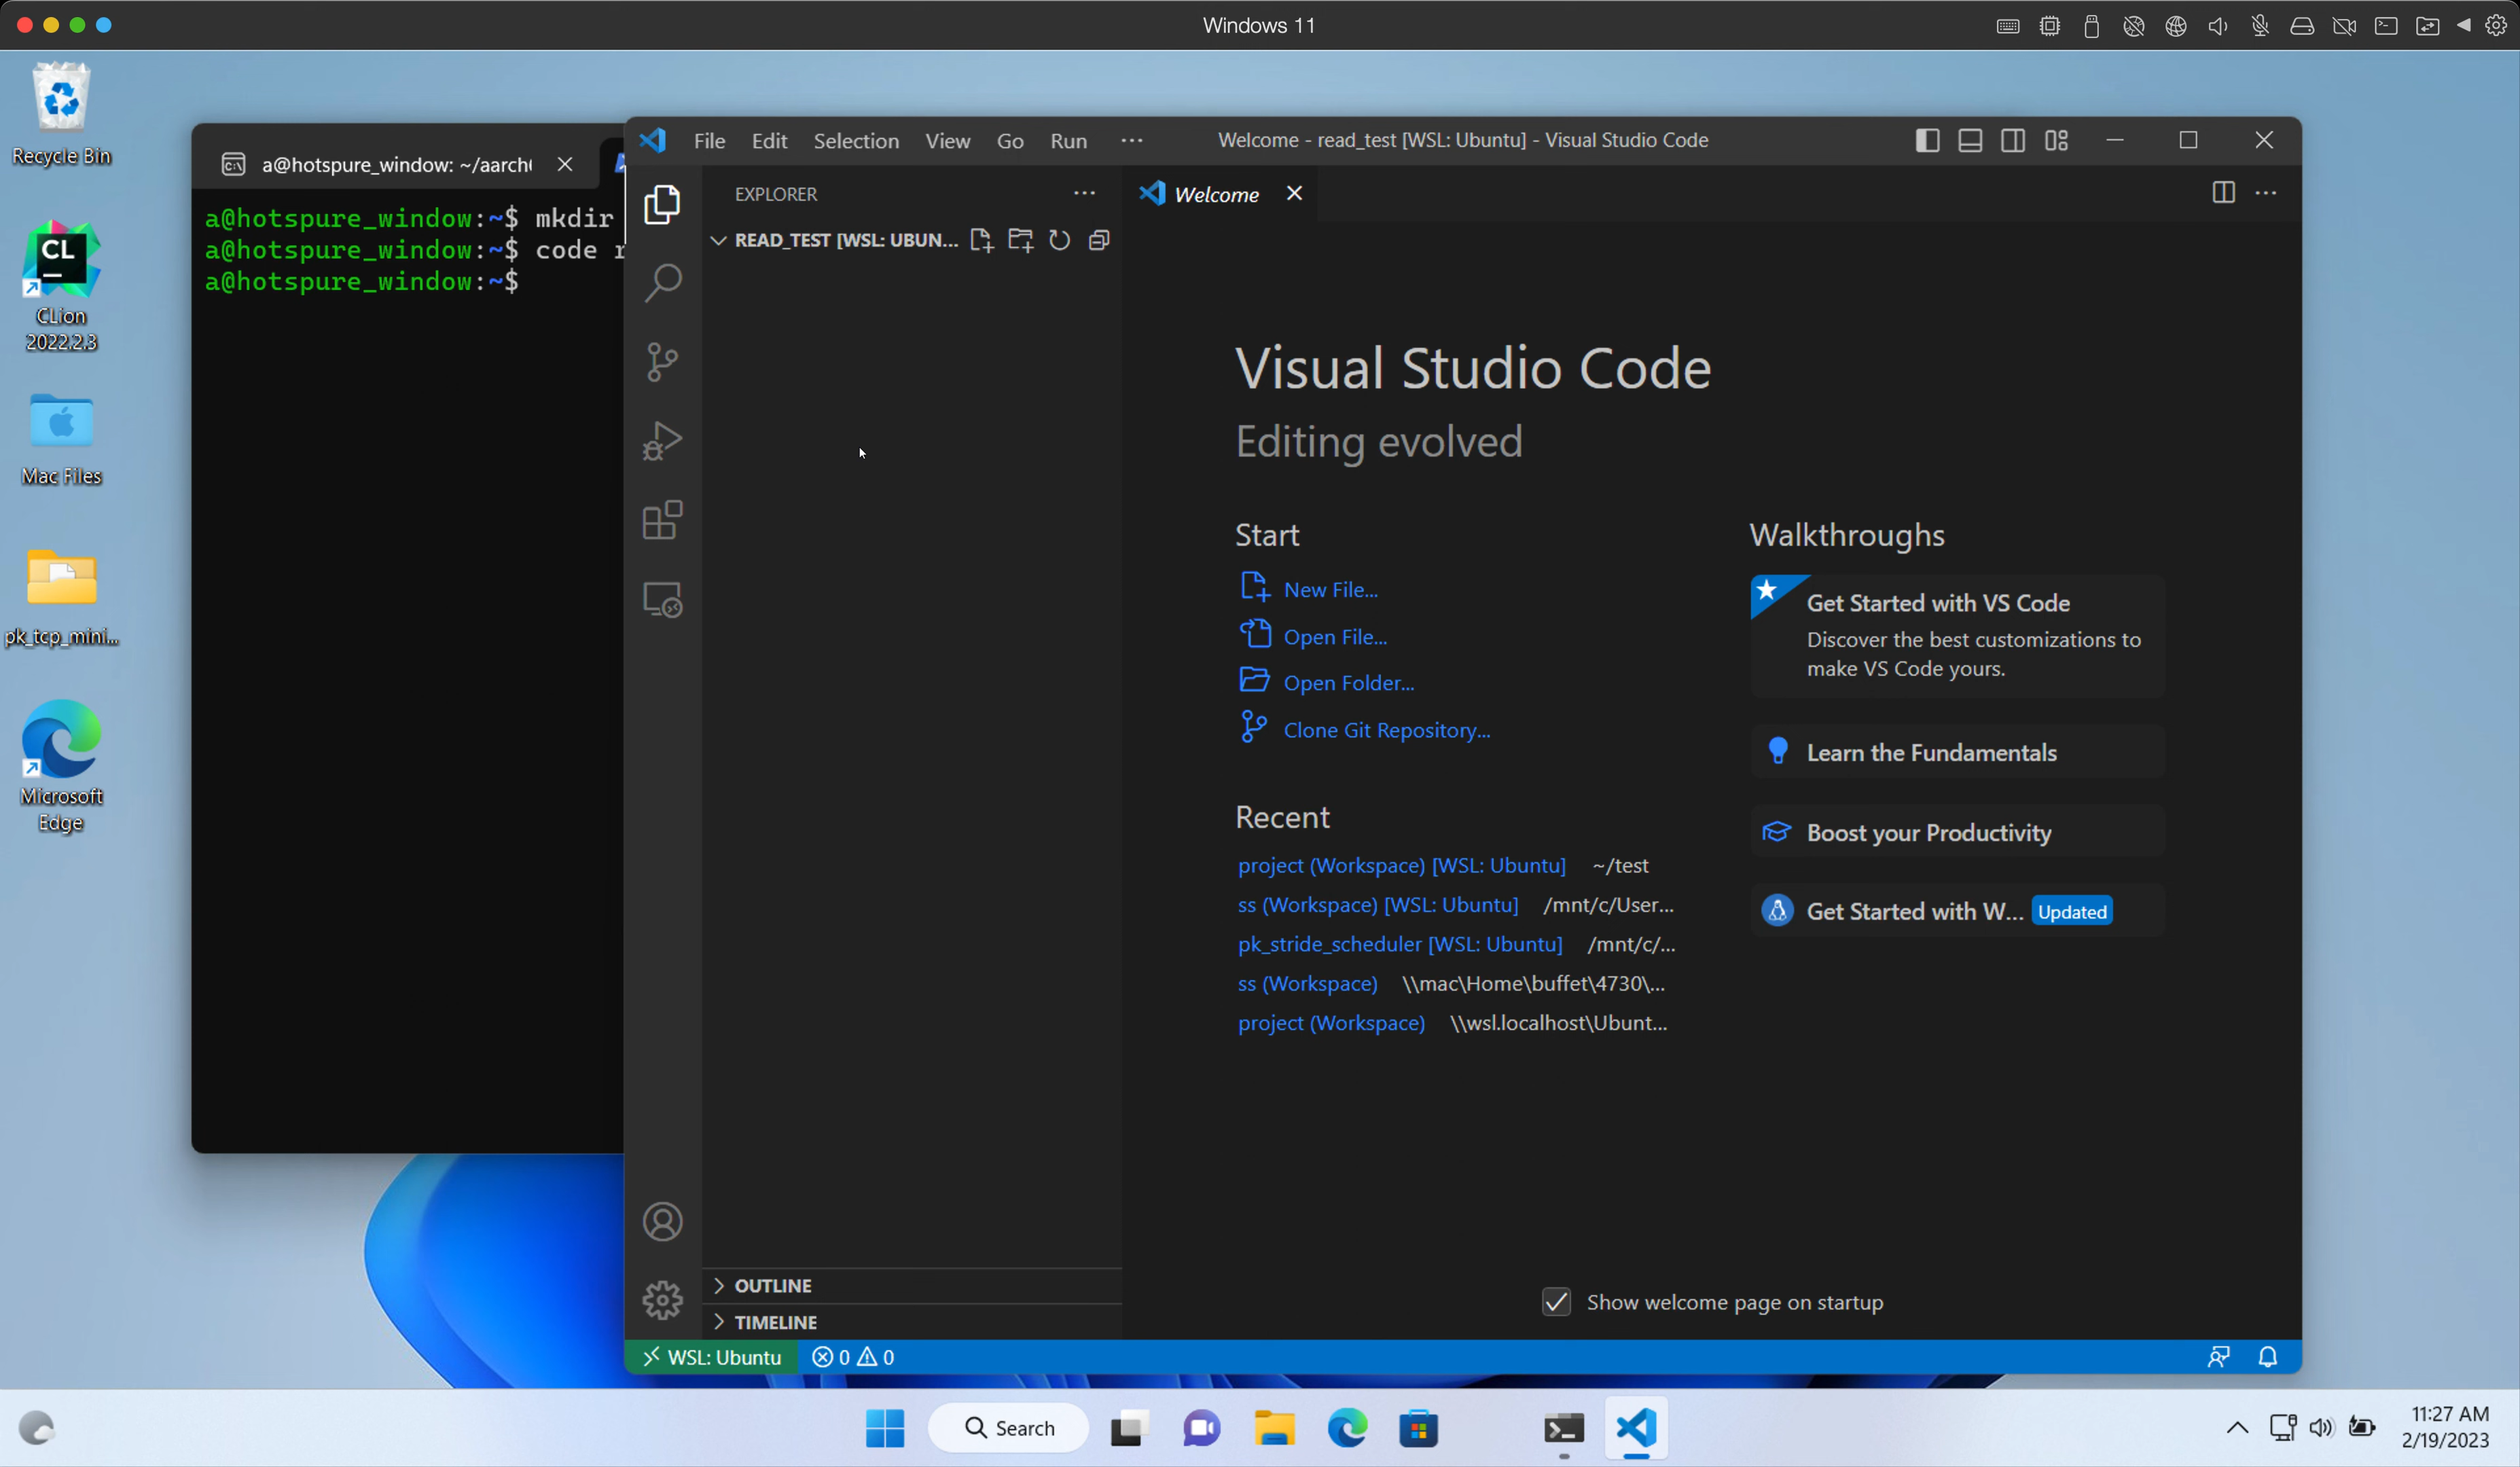 Windows 11
Recycle Bin
CL
CLion
2022.2.3
Mac Files
pk_tcp_mini...
Microsoft
Edge
a@hotspure_window: ~/aarch
a@hotspure_window:~$ mkdir
a@hotspure_window:~$ code r
a@hotspure_window:~$
File Edit Selection View Go Run ···
Welcome - read_test [WSL: Ubuntu] - Visual Studio Code
EXPLORER
READ_TEST [WSL: UBUN...
OUTLINE
TIMELINE
Welcome
Visual Studio Code
Editing evolved
Start
New File...
Open File...
Open Folder...
Clone Git Repository...
Recent
project (Workspace) [WSL: Ubuntu] ~/test
ss (Workspace) [WSL: Ubuntu] /mnt/c/User...
pk_stride_scheduler [WSL: Ubuntu] /mnt/c/...
ss (Workspace) \\mac\Home\buffet\4730\...
project (Workspace) \\wsl.localhost\Ubunt...
Walkthroughs
Get Started with VS Code
Discover the best customizations to
make VS Code yours.
Learn the Fundamentals
Boost your Productivity
Get Started with W... Updated
Show welcome page on startup
WSL: Ubuntu 0 0
Search
11:27 AM
2/19/2023